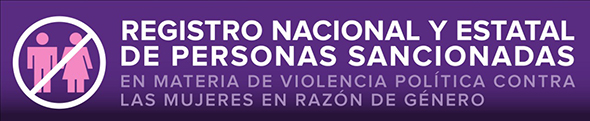 REGISTRO NACIONAL Y ESTATAL
DE PERSONAS SANCIONADAS
EN MATERIA DE VIOLENCIA POLÍTICA CONTRA
LAS MUJERES EN RAZÓN DE GÉNERO